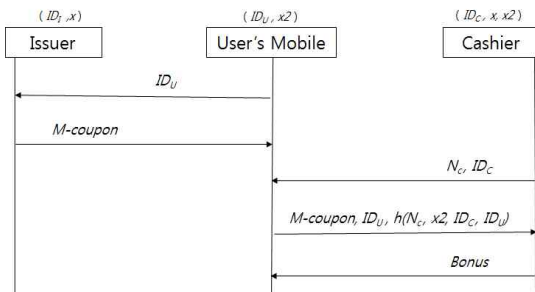 (ID_I, x) (ID_U, x2) (ID_C, x, x2)
Issuer User's Mobile Cashier
ID_U
M-coupon
N_c, ID_C
M-coupon, ID_U, h(N_c, x2, ID_C, ID_U)
Bonus